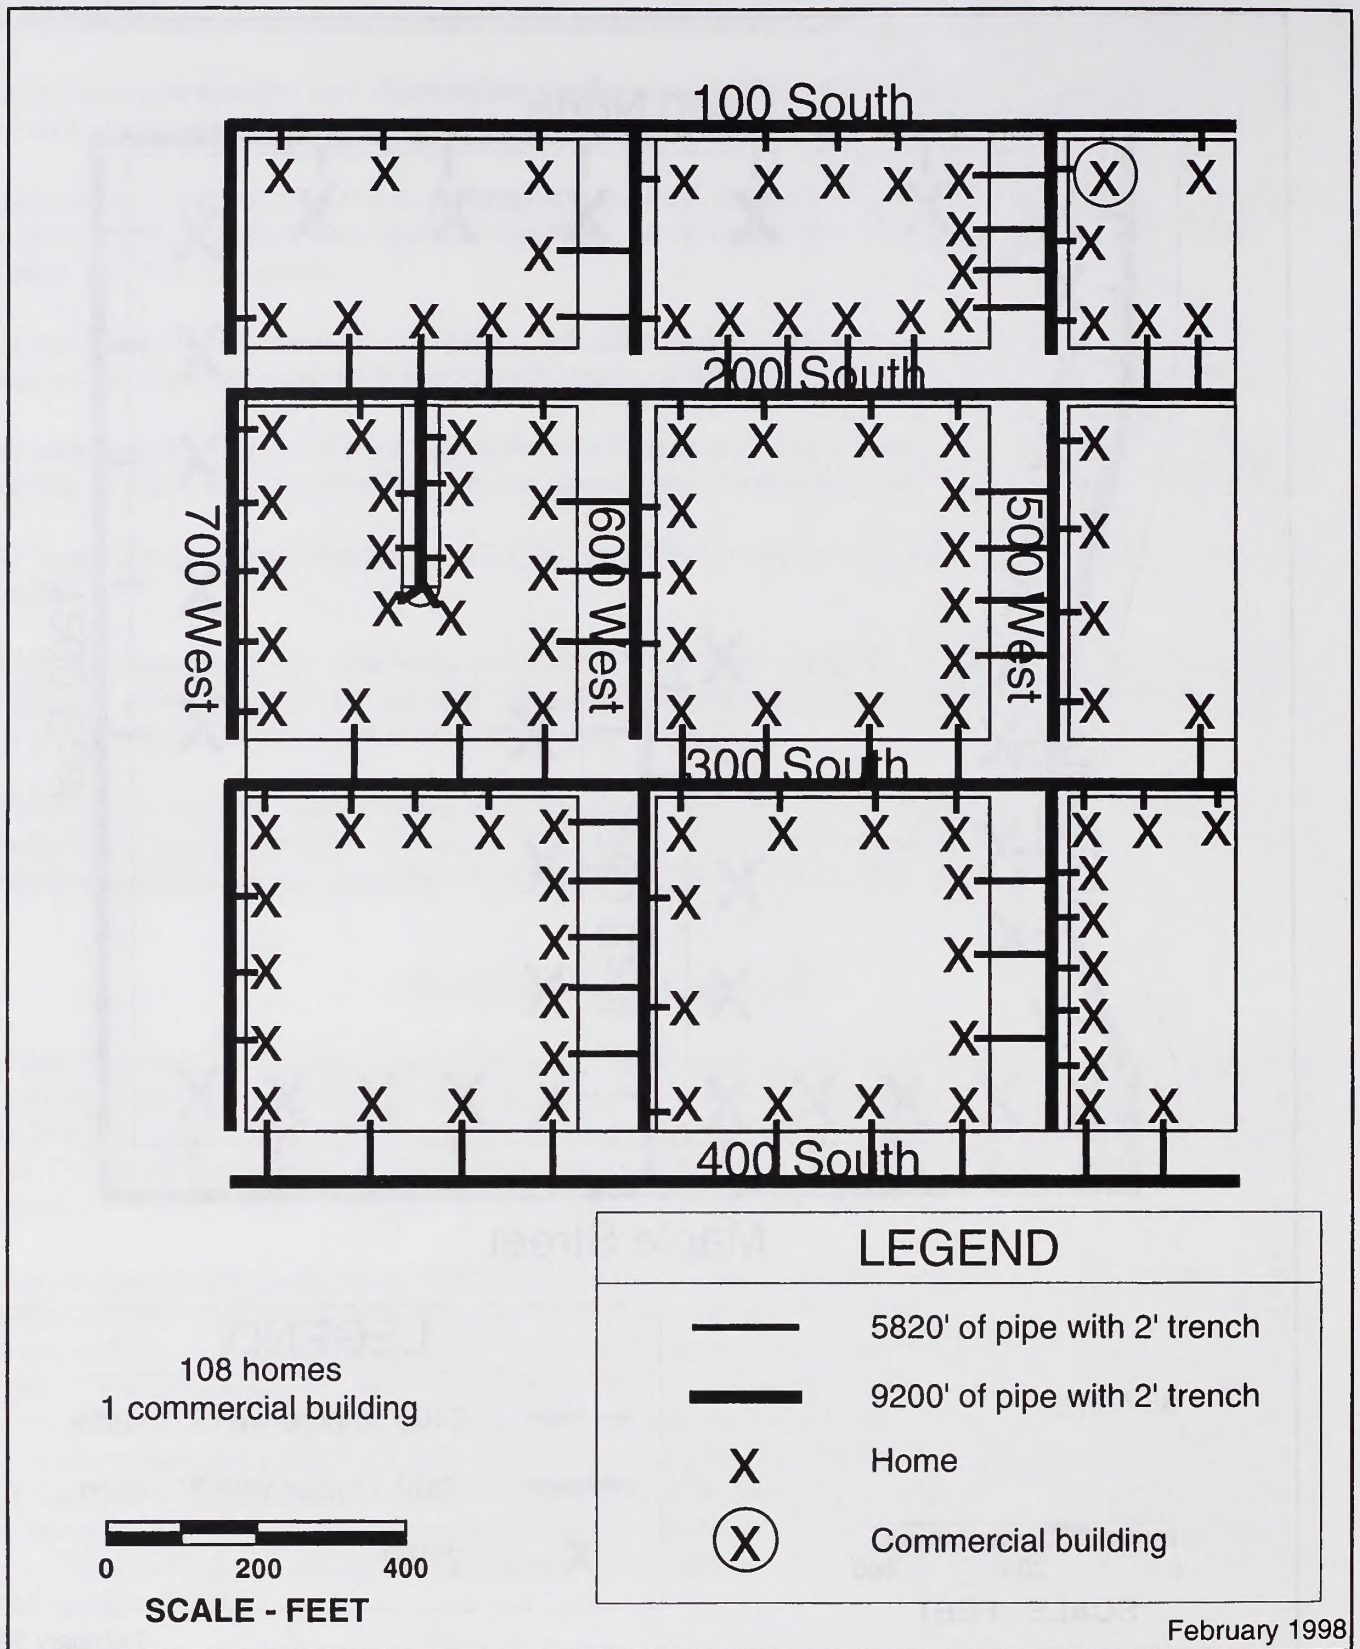 100 South
200 South
700 West
600 West
500 West
300 South
400 South
LEGEND
5820' of pipe with 2' trench
9200' of pipe with 2' trench
X Home
X Commercial building
108 homes
1 commercial building
0 200 400
SCALE - FEET
February 1998